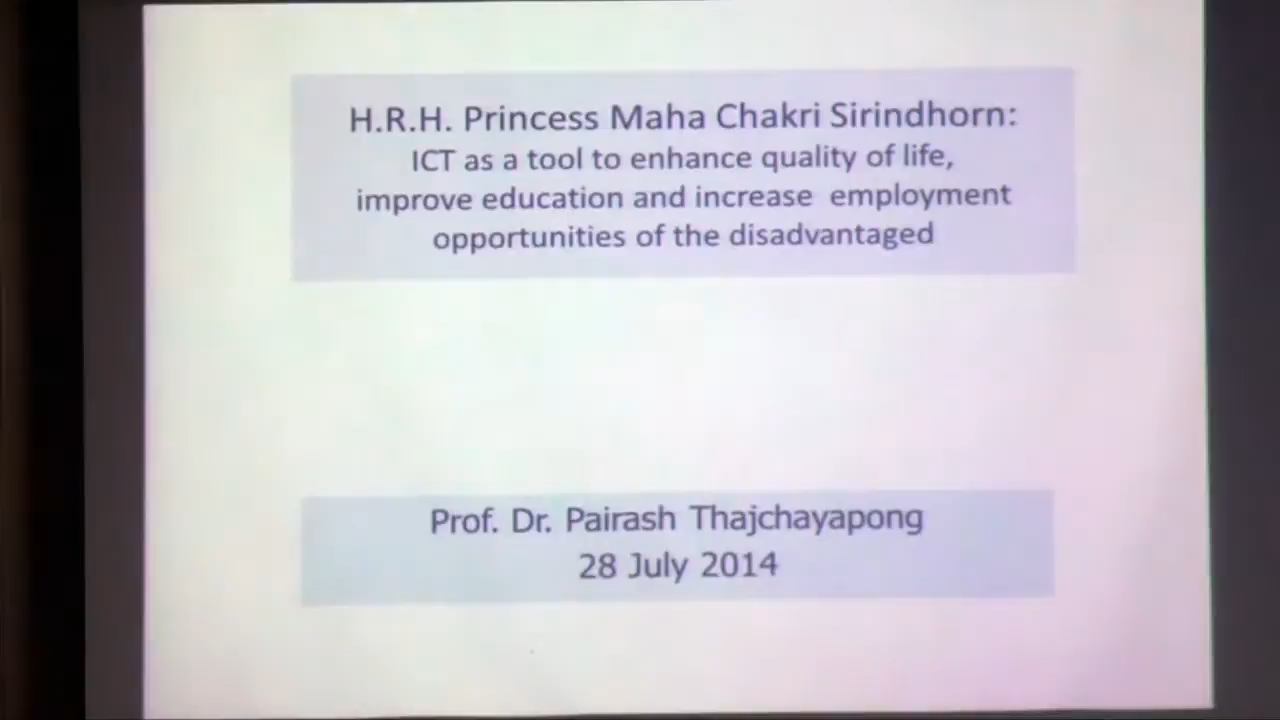 H.R.H. Princess Maha Chakri Sirindhorn:
ICT as a tool to enhance quality of life,
improve education and increase employment
opportunities of the disadvantaged
Prof. Dr. Pairash Thajchayapong
28 July 2014